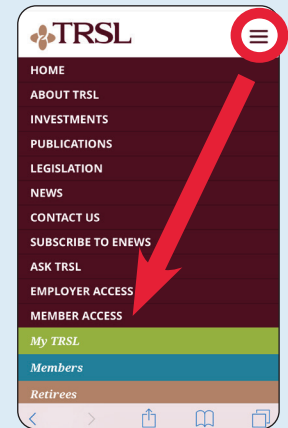 TRSL
HOME
ABOUT TRSL
INVESTMENTS
PUBLICATIONS
LEGISLATION
NEWS
CONTACT US
SUBSCRIBE TO ENEWS
ASK TRSL
EMPLOYER ACCESS
MEMBER ACCESS
My TRSL
Members
Retirees